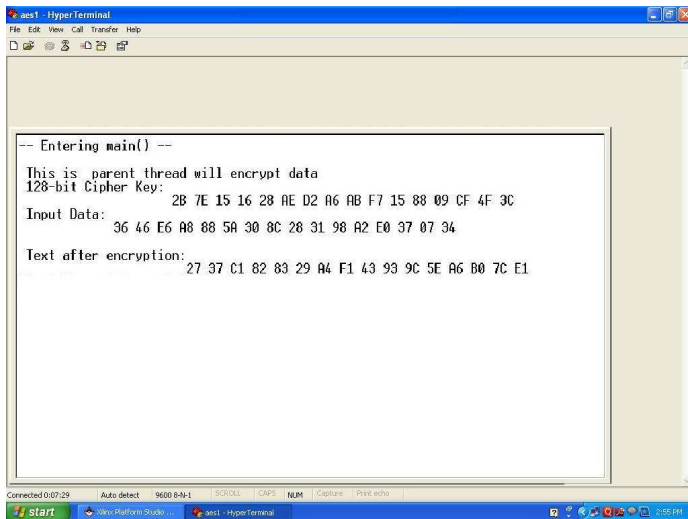 aes1 - HyperTerminal
File Edit View Call Transfer Help
-- Entering main() --
This is parent thread will encrypt data
128-bit Cipher Key:
2B 7E 15 16 28 AE D2 A6 AB F7 15 88 09 CF 4F 3C
Input Data:
36 46 E6 A8 88 5A 30 8C 28 31 98 A2 E0 37 07 34
Text after encryption:
27 37 C1 82 83 29 A4 F1 43 93 9C 5E A6 B0 7C E1
Connected 0:07:29 Auto detect 9600 8-N-1 SCROLL CAPS NUM Capture Print echo
start Xilinx Platform Studio ... aes1 - HyperTerminal 2:55 PM